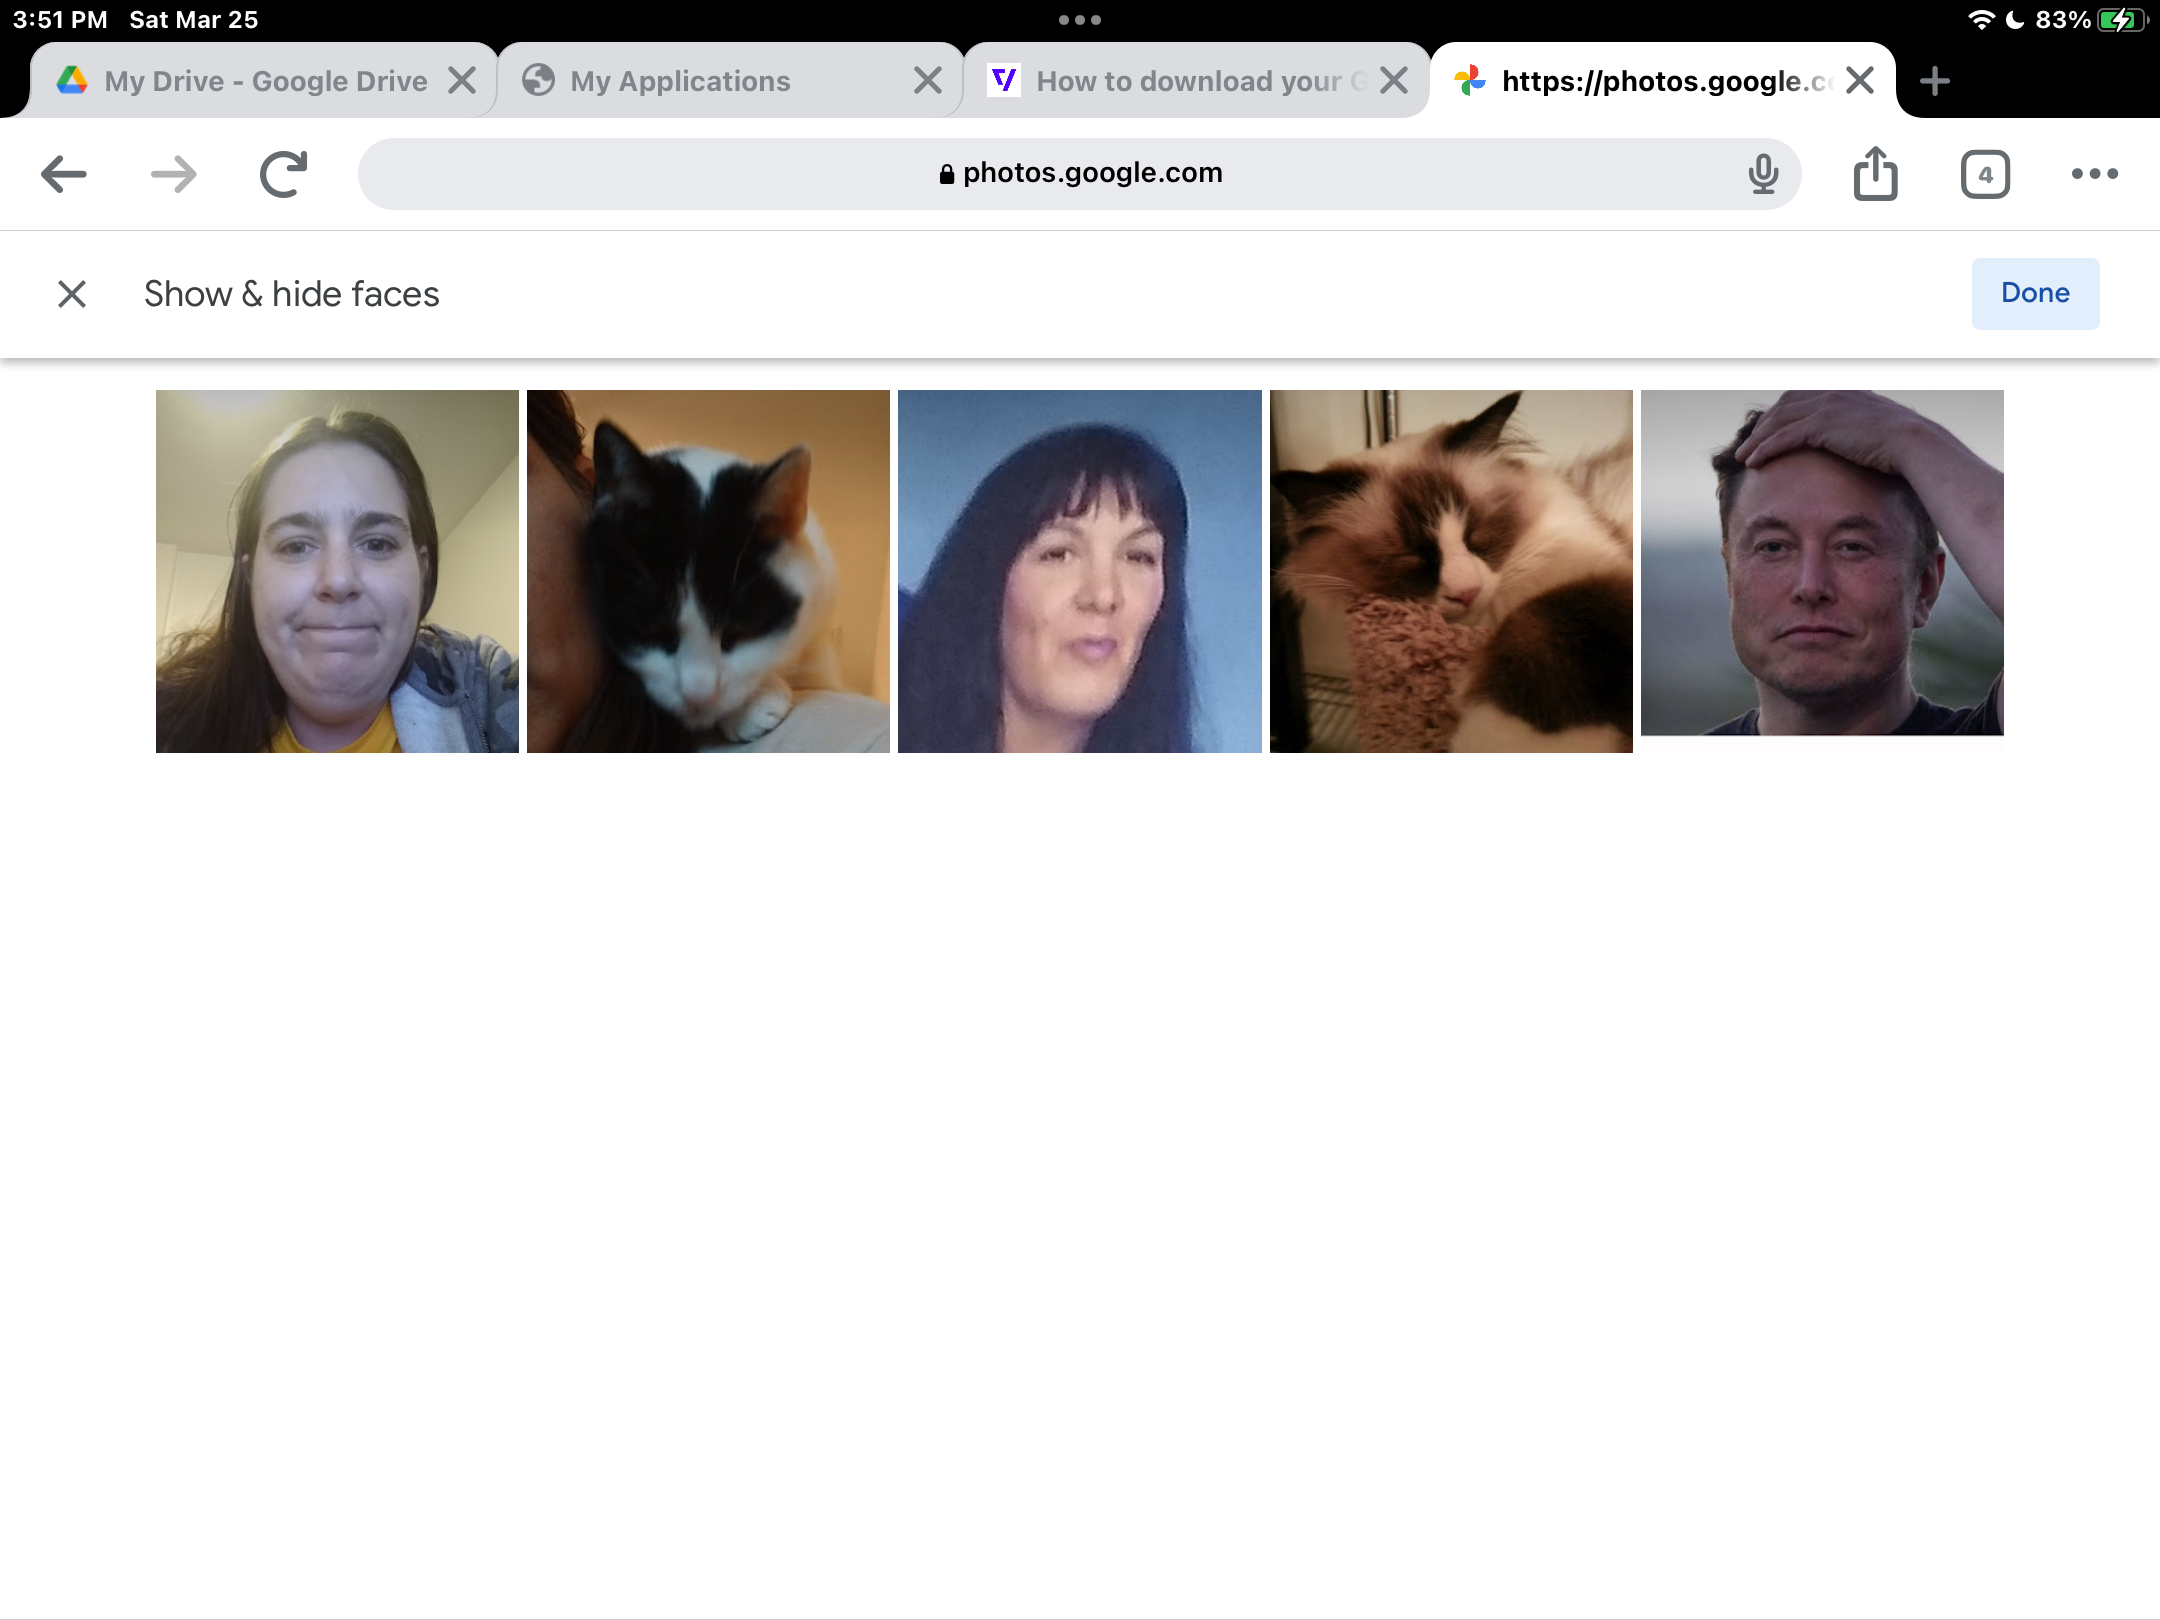 3:51 PM Sat Mar 25
83%
My Drive - Google Drive
My Applications
How to download your G
https://photos.google.c
photos.google.com
4
Show & hide faces
Done